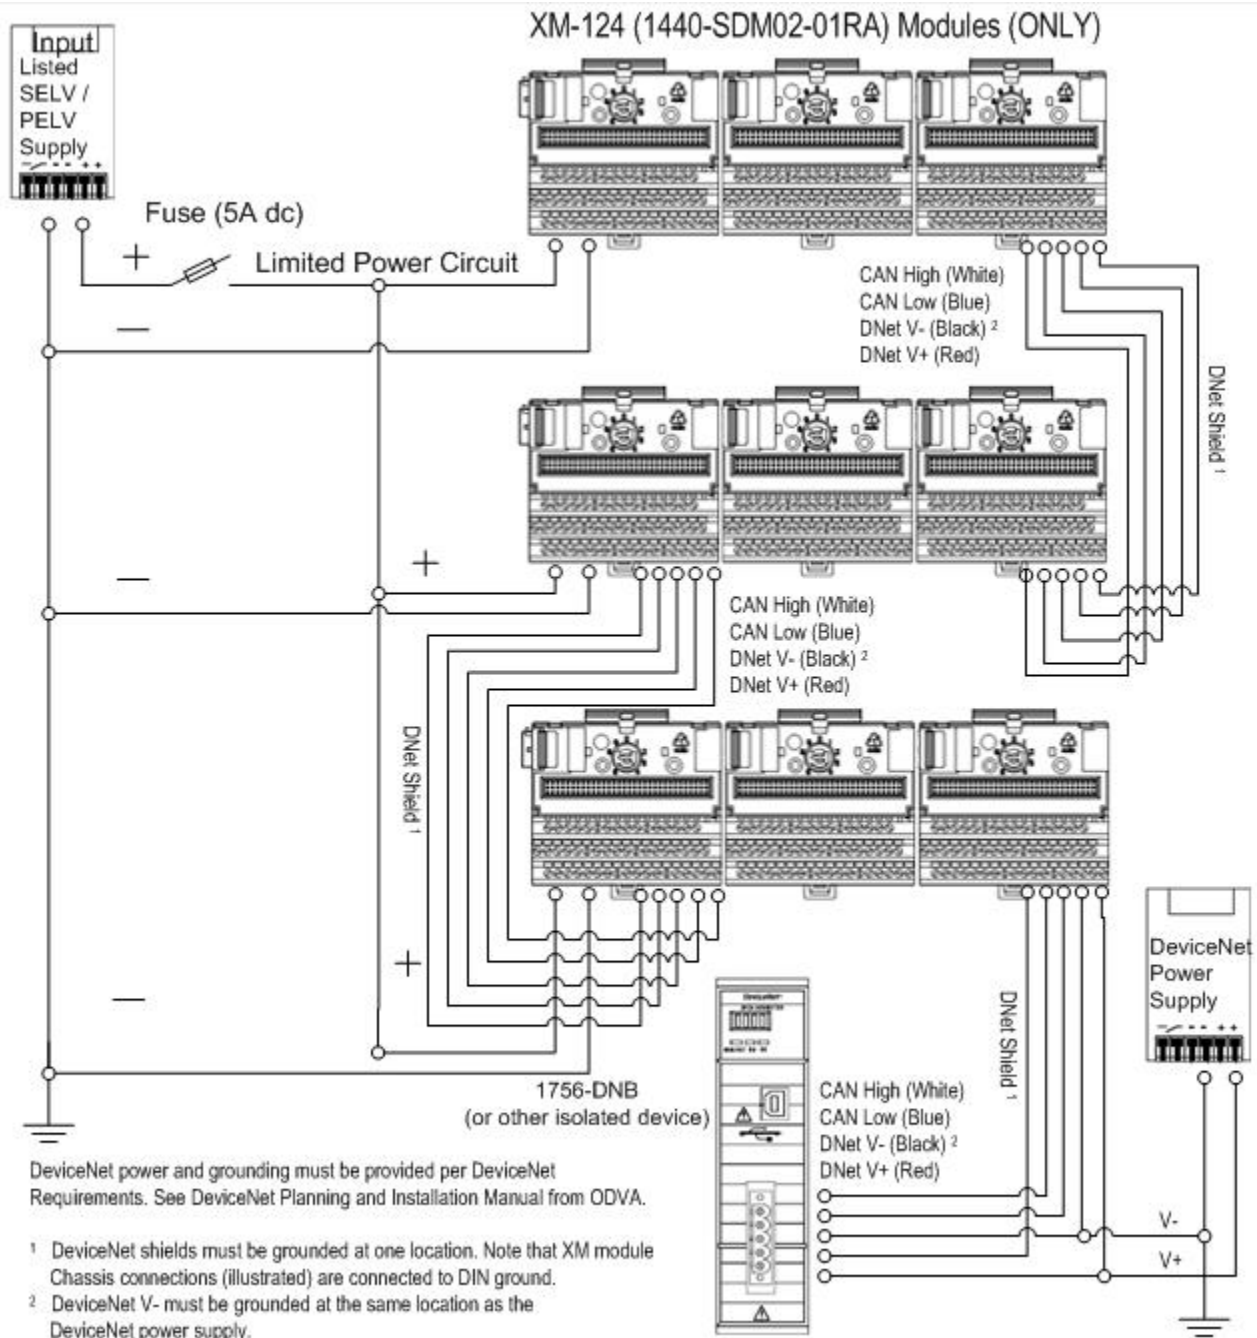 XM-124 (1440-SDM02-01RA) Modules (ONLY)
Input
Listed
SELV /
PELV
Supply
Fuse (5A dc)
+
Limited Power Circuit
—
CAN High (White)
CAN Low (Blue)
DNet V- (Black) ²
DNet V+ (Red)
DNet Shield ¹
+
—
CAN High (White)
CAN Low (Blue)
DNet V- (Black) ²
DNet V+ (Red)
DNet Shield ¹
+
—
DeviceNet
Power
Supply
DNet Shield ¹
1756-DNB
(or other isolated device)
CAN High (White)
CAN Low (Blue)
DNet V- (Black) ²
DNet V+ (Red)
V-
V+
DeviceNet power and grounding must be provided per DeviceNet
Requirements. See DeviceNet Planning and Installation Manual from ODVA.
¹ DeviceNet shields must be grounded at one location. Note that XM module
Chassis connections (illustrated) are connected to DIN ground.
² DeviceNet V- must be grounded at the same location as the
DeviceNet power supply.